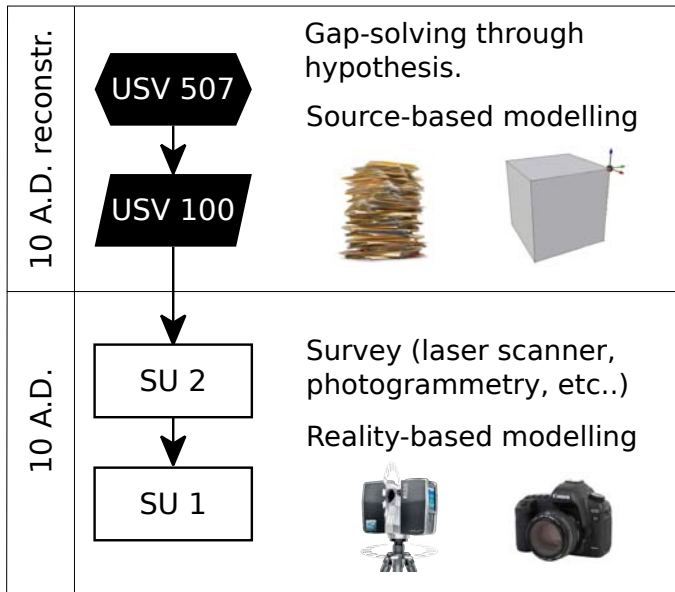 10 A.D. reconstr.
USV 507
USV 100
Gap-solving through
hypothesis.
Source-based modelling
10 A.D.
SU 2
SU 1
Survey (laser scanner,
photogrammetry, etc..)
Reality-based modelling
Canon